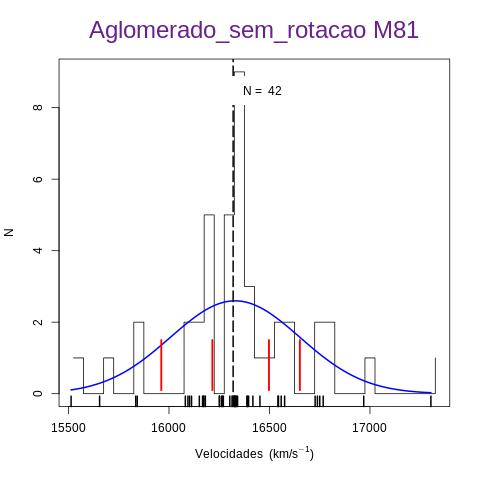 Aglomerado_sem_rotacao M81
N = 42
8
6
4
2
0
N
15500 16000 16500 17000
Velocidades (km/s⁻¹)